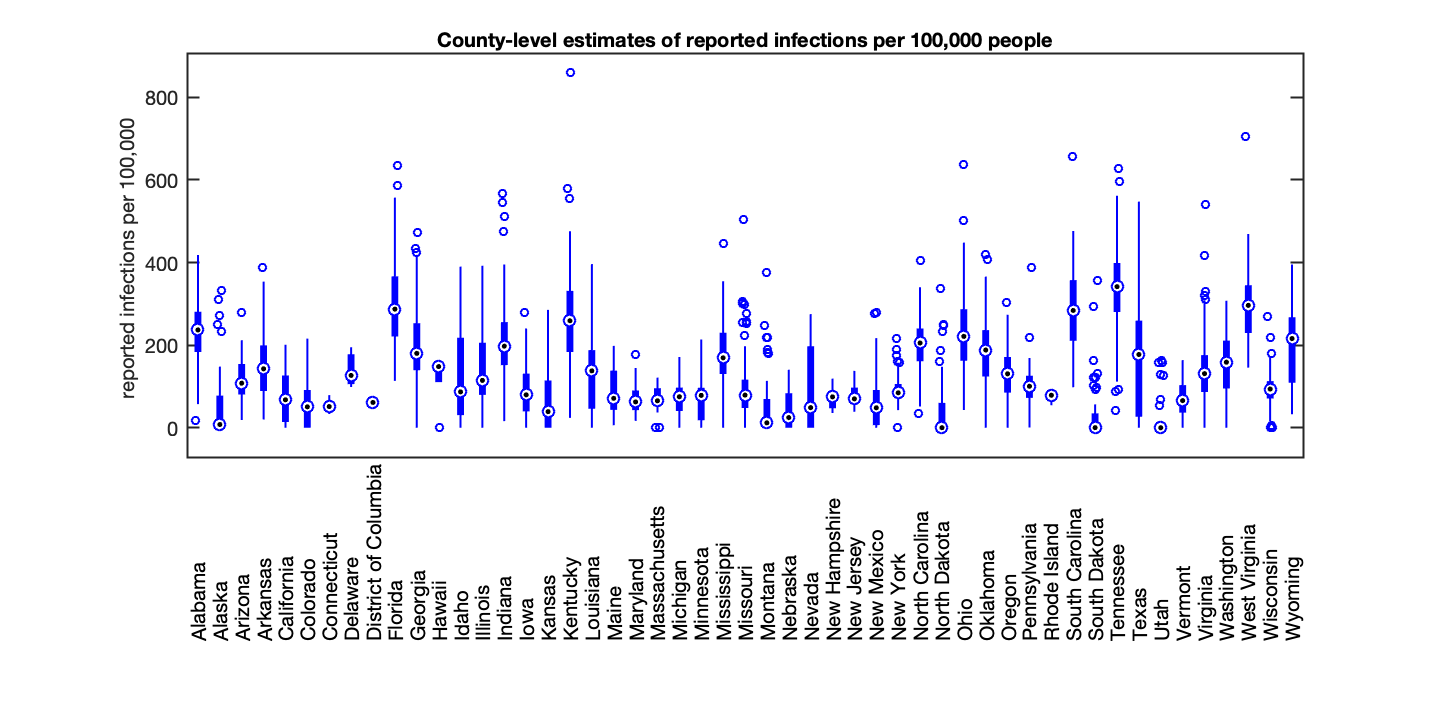 County-level estimates of reported infections per 100,000 people
reported infections per 100,000
800
600
400
200
0
Alabama
Alaska
Arizona
Arkansas
California
Colorado
Connecticut
Delaware
District of Columbia
Florida
Georgia
Hawaii
Idaho
Illinois
Indiana
Iowa
Kansas
Kentucky
Louisiana
Maine
Maryland
Massachusetts
Michigan
Minnesota
Mississippi
Missouri
Montana
Nebraska
Nevada
New Hampshire
New Jersey
New Mexico
New York
North Carolina
North Dakota
Ohio
Oklahoma
Oregon
Pennsylvania
Rhode Island
South Carolina
South Dakota
Tennessee
Texas
Utah
Vermont
Virginia
Washington
West Virginia
Wisconsin
Wyoming